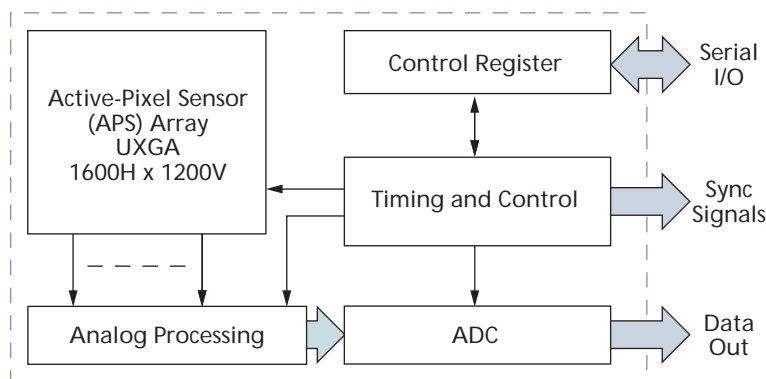 Active-Pixel Sensor
(APS) Array
UXGA
1600H x 1200V
Control Register
Serial
I/O
Timing and Control
Sync
Signals
Analog Processing
ADC
Data
Out